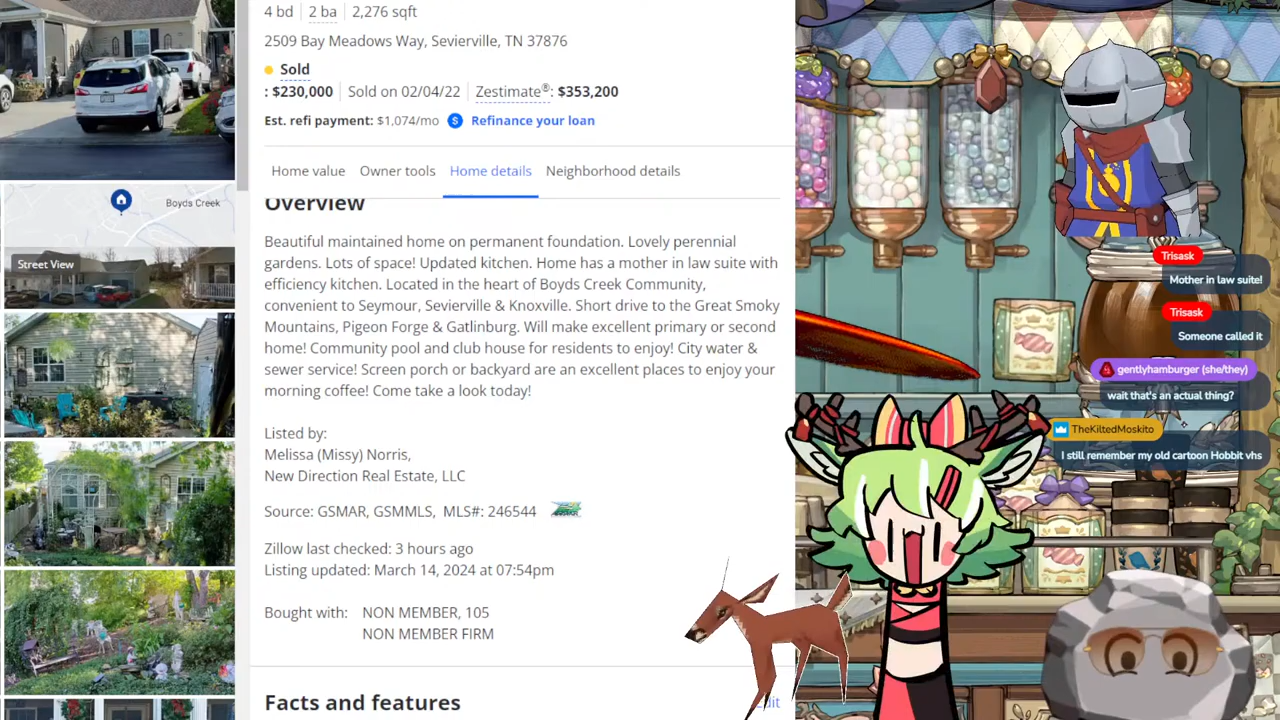 4 bd | 2 ba | 2,276 sqft
2509 Bay Meadows Way, Sevierville, TN 37876
Sold
: $230,000 | Sold on 02/04/22 | Zestimate®: $353,200
Est. refi payment: $1,074/mo $ Refinance your loan
Home value Owner tools Home details Neighborhood details
Overview
Beautiful maintained home on permanent foundation. Lovely perennial
gardens. Lots of space! Updated kitchen. Home has a mother in law suite with
efficiency kitchen. Located in the heart of Boyds Creek Community,
convenient to Seymour, Sevierville & Knoxville. Short drive to the Great Smoky
Mountains, Pigeon Forge & Gatlinburg. Will make excellent primary or second
home! Community pool and club house for residents to enjoy! City water &
sewer service! Screen porch or backyard are an excellent places to enjoy your
morning coffee! Come take a look today!
Listed by:
Melissa (Missy) Norris,
New Direction Real Estate, LLC
Source: GSMAR, GSMMLS, MLS#: 246544
Zillow last checked: 3 hours ago
Listing updated: March 14, 2024 at 07:54pm
Bought with: NON MEMBER, 105
NON MEMBER FIRM
Facts and features
Edit
Boyds Creek
Street View
Trisask
Mother in law suite!
Trisask
Someone called it
gentlyhamburger (she/they)
wait that's an actual thing?
TheKiltedMoskito
I still remember my old cartoon Hobbit vhs